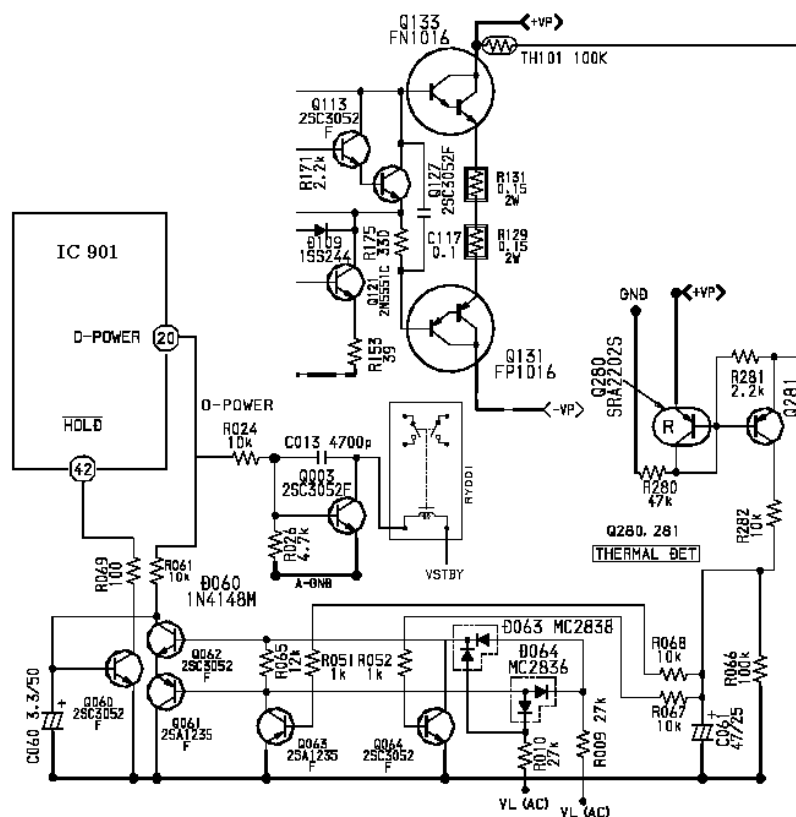 Q133
FN1016
<+VP>
TH101 100K
Q113
2SC3052
F
R171
2.2k
Q127
2SC3052F
R131
0.15
2W
IC 901
D109
1SS244
R175
330
C117
0.1
R129
0.15
2W
Q121
2N5551C
R153
39
Q131
FP1016
<-VP>
GND
<+VP>
D-POWER
20
HOLD
42
Q280
SRA2202S
R
R281
2.2k
Q281
R280
47k
R282
10k
Q280, 281
THERMAL DET
D-POWER
R024
10k
C013 4700p
Q003
2SC3052F
R026
4.7k
A-GND
RY001
VSTBY
R069
100
R061
10k
D060
1N4148M
Q062
2SC3052
F
R065
12k
R051
1k
R052
1k
D063 MC2838
D064
MC2836
R068
10k
R067
10k
R066
100k
C060 3.3/50
Q060
2SC3052
F
Q061
2SA1235
F
Q063
2SA1235
F
Q064
2SC3052
F
R010
27k
R009 27k
C061
47/25
VL (AC)
VL (AC)